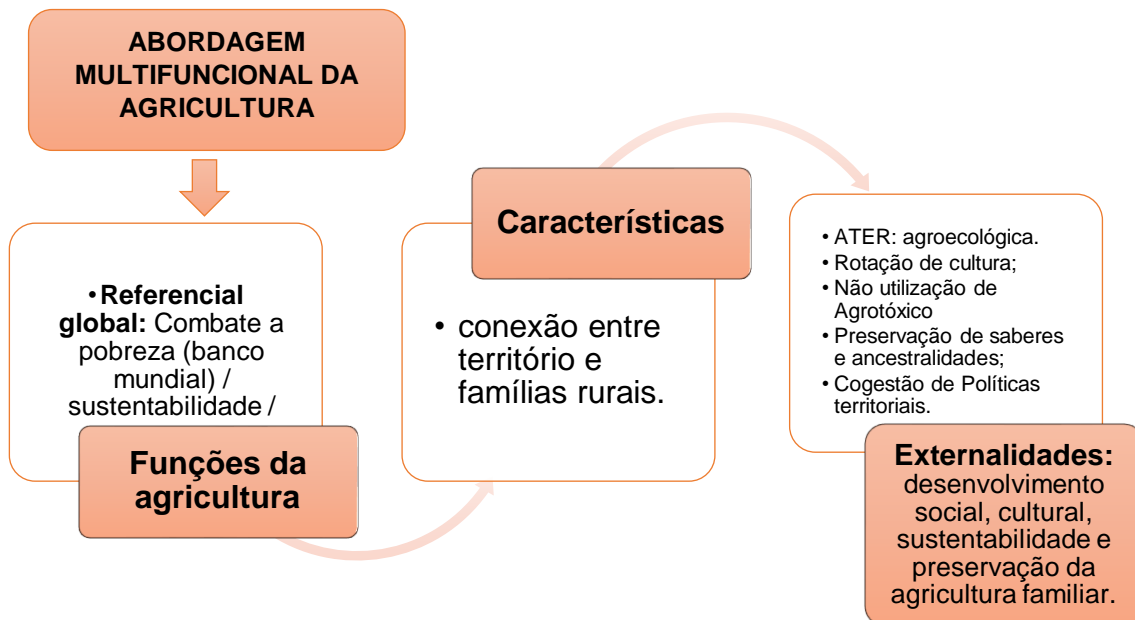 ABORDAGEM
MULTIFUNCIONAL DA
AGRICULTURA
•Referencial
global: Combate a
pobreza (banco
mundial) /
sustentabilidade /
Funções da
agricultura
Características
• conexão entre
território e
famílias rurais.
• ATER: agroecológica.
• Rotação de cultura;
• Não utilização de
Agrotóxico
• Preservação de saberes
e ancestralidades;
• Cogestão de Políticas
territoriais.
Externalidades:
desenvolvimento
social, cultural,
sustentabilidade e
preservação da
agricultura familiar.